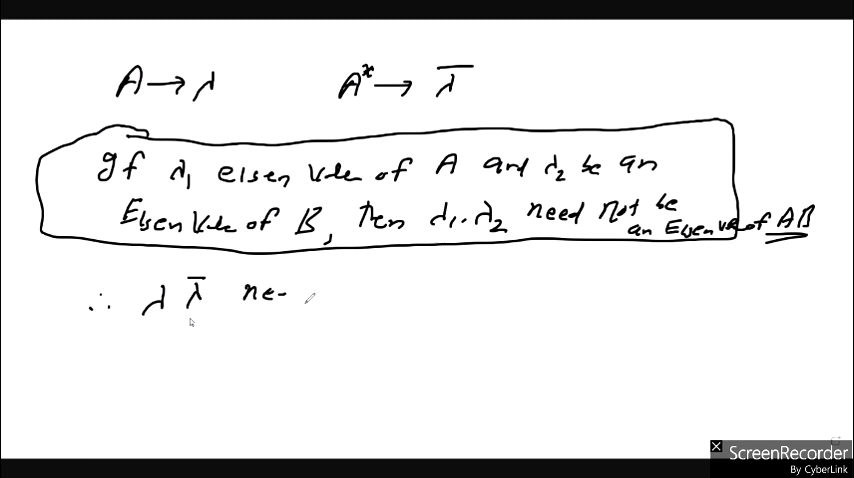 A → λ A* → λ̅
If λ₁ eigen value of A and λ₂ be an
Eigen Value of B, then λ₁.λ₂ need not be
an Eigen value of AB
∴ λ λ̅ ne-
ScreenRecorder
By CyberLink